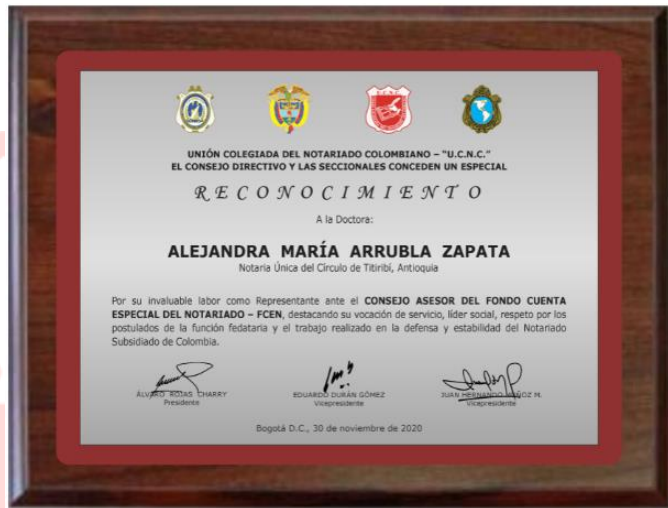 UNIÓN COLEGIADA DEL NOTARIADO COLOMBIANO – "U.C.N.C."
EL CONSEJO DIRECTIVO Y LAS SECCIONALES CONCEDEN UN ESPECIAL
RECONOCIMIENTO
A la Doctora:
ALEJANDRA MARÍA ARRUBLA ZAPATA
Notaria Única del Círculo de Titiribí, Antioquia
Por su invaluable labor como Representante ante el CONSEJO ASESOR DEL FONDO CUENTA
ESPECIAL DEL NOTARIADO – FCEN, destacando su vocación de servicio, líder social, respeto por los
postulados de la función fedataria y el trabajo realizado en la defensa y estabilidad del Notariado
Subsidiado de Colombia.
ÁLVARO ROJAS CHARRY EDUARDO DURÁN GÓMEZ JUAN HERNANDO MUÑOZ M.
Presidente Vicepresidente Vicepresidente
Bogotá D.C., 30 de noviembre de 2020